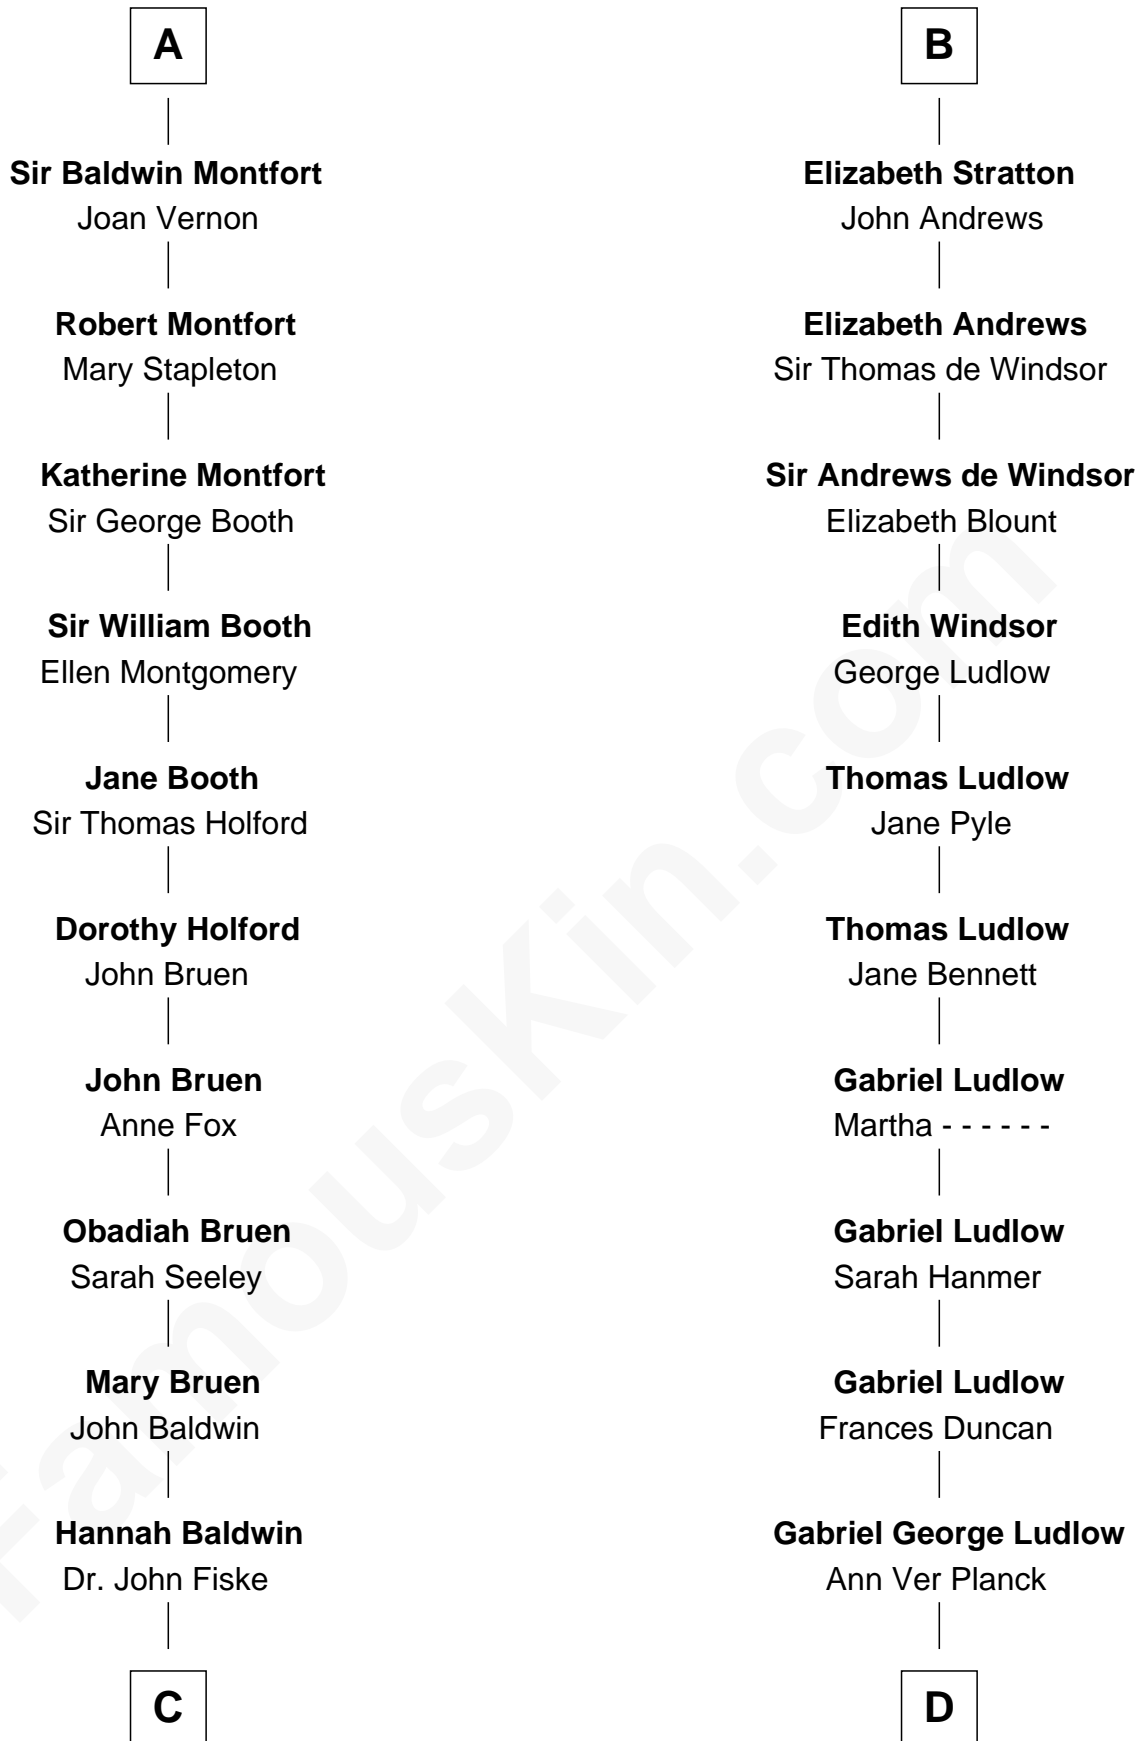 A
Sir Baldwin Montfort
Joan Vernon
Robert Montfort
Mary Stapleton
Katherine Montfort
Sir George Booth
Sir William Booth
Ellen Montgomery
Jane Booth
Sir Thomas Holford
Dorothy Holford
John Bruen
John Bruen
Anne Fox
Obadiah Bruen
Sarah Seeley
Mary Bruen
John Baldwin
Hannah Baldwin
Dr. John Fiske
C
B
Elizabeth Stratton
John Andrews
Elizabeth Andrews
Sir Thomas de Windsor
Sir Andrews de Windsor
Elizabeth Blount
Edith Windsor
George Ludlow
Thomas Ludlow
Jane Pyle
Thomas Ludlow
Jane Bennett
Gabriel Ludlow
Martha - - - - - -
Gabriel Ludlow
Sarah Hanmer
Gabriel Ludlow
Frances Duncan
Gabriel George Ludlow
Ann Ver Planck
D
FamousKin.com